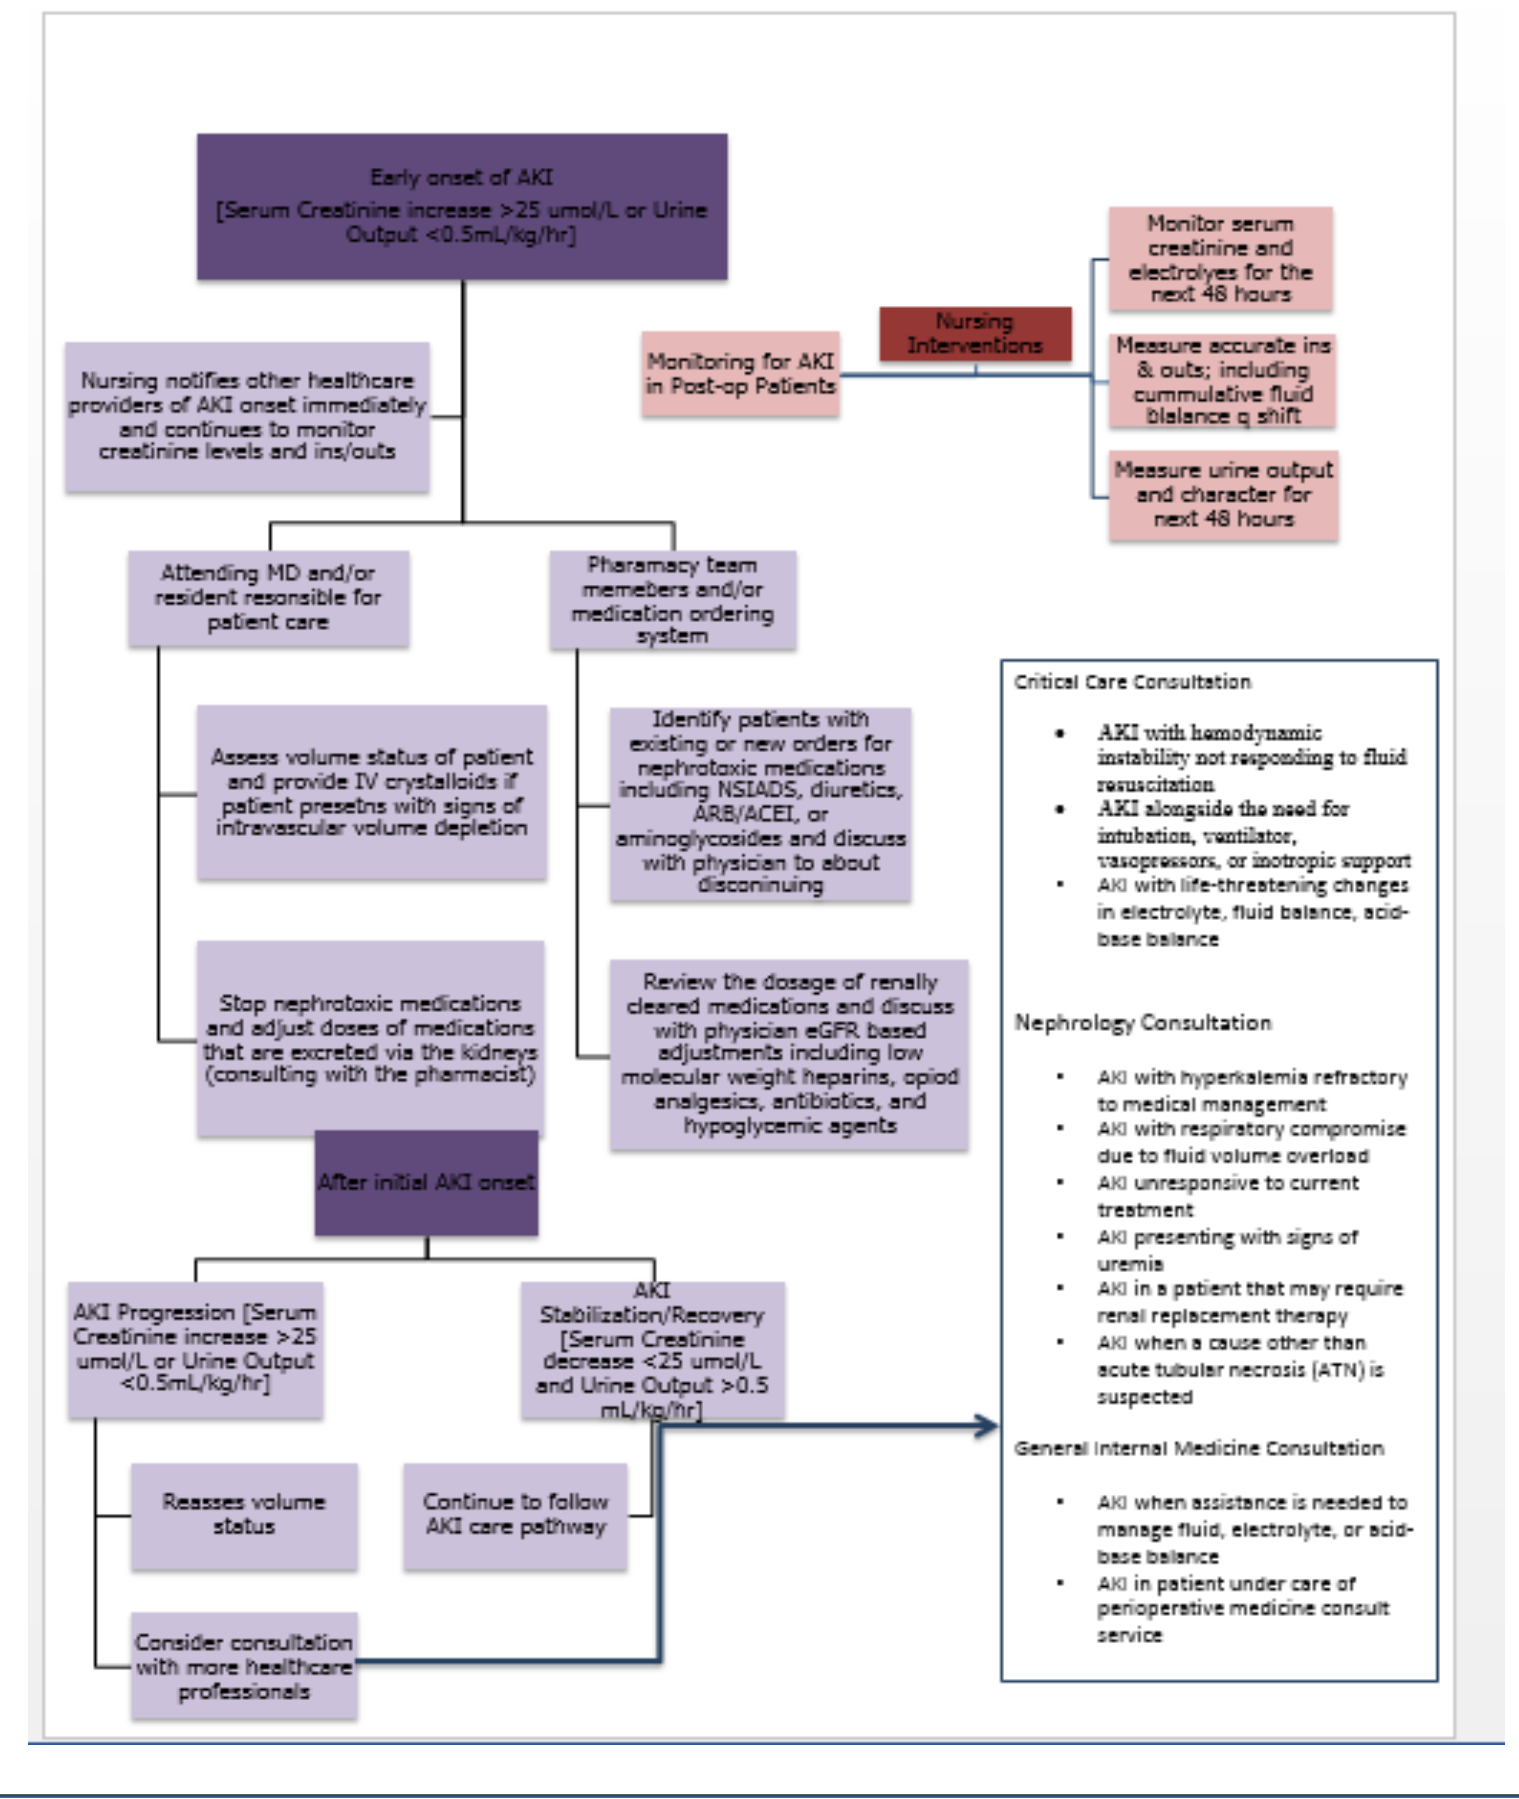 Early onset of AKI
[Serum Creatinine increase >25 umol/L or Urine
Output <0.5mL/kg/hr]
Nursing notifies other healthcare
providers of AKI onset immediately
and continues to monitor
creatinine levels and ins/outs
Monitoring for AKI
in Post-op Patients
Nursing
Interventions
Monitor serum
creatinine and
electrolyes for the
next 48 hours
Measure accurate ins
& outs; including
cummulative fluid
blalance q shift
Measure urine output
and character for
next 48 hours
Attending MD and/or
resident resonsible for
patient care
Pharamacy team
memebers and/or
medication ordering
system
Assess volume status of patient
and provide IV crystalloids if
patient presetns with signs of
intravascular volume depletion
Identify patients with
existing or new orders for
nephrotoxic medications
including NSIADS, diuretics,
ARB/ACEI, or
aminoglycosides and discuss
with physician to about
disconinuing
Stop nephrotoxic medications
and adjust doses of medications
that are excreted via the kidneys
(consulting with the pharmacist)
Review the dosage of renally
cleared medications and discuss
with physician eGFR based
adjustments including low
molecular weight heparins, opiod
analgesics, antibiotics, and
hypoglycemic agents
After initial AKI onset
AKI Progression [Serum
Creatinine increase >25
umol/L or Urine Output
<0.5mL/kg/hr]
AKI
Stabilization/Recovery
[Serum Creatinine
decrease <25 umol/L
and Urine Output >0.5
mL/kg/hr]
Reasses volume
status
Continue to follow
AKI care pathway
Consider consultation
with more healthcare
professionals
Critical Care Consultation
• AKI with hemodynamic
instability not responding to fluid
resuscitation
• AKI alongside the need for
intubation, ventilator,
vasopressors, or inotropic support
▪ AKI with life-threatening changes
in electrolyte, fluid balance, acid-
base balance
Nephrology Consultation
▪ AKI with hyperkalemia refractory
to medical management
▪ AKI with respiratory compromise
due to fluid volume overload
▪ AKI unresponsive to current
treatment
▪ AKI presenting with signs of
uremia
▪ AKI in a patient that may require
renal replacement therapy
▪ AKI when a cause other than
acute tubular necrosis (ATN) is
suspected
General Internal Medicine Consultation
▪ AKI when assistance is needed to
manage fluid, electrolyte, or acid-
base balance
▪ AKI in patient under care of
perioperative medicine consult
service